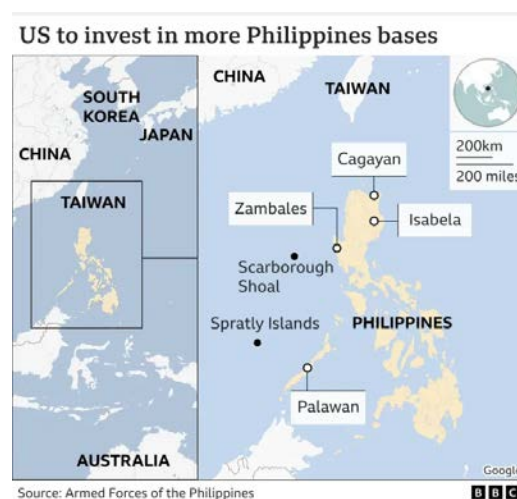 US to invest in more Philippines bases
SOUTH
KOREA
JAPAN
CHINA
TAIWAN
AUSTRALIA
CHINA
TAIWAN
200km
200 miles
Cagayan
Zambales
Isabela
Scarborough
Shoal
Spratly Islands
PHILIPPINES
Palawan
Google
Source: Armed Forces of the Philippines
BBC